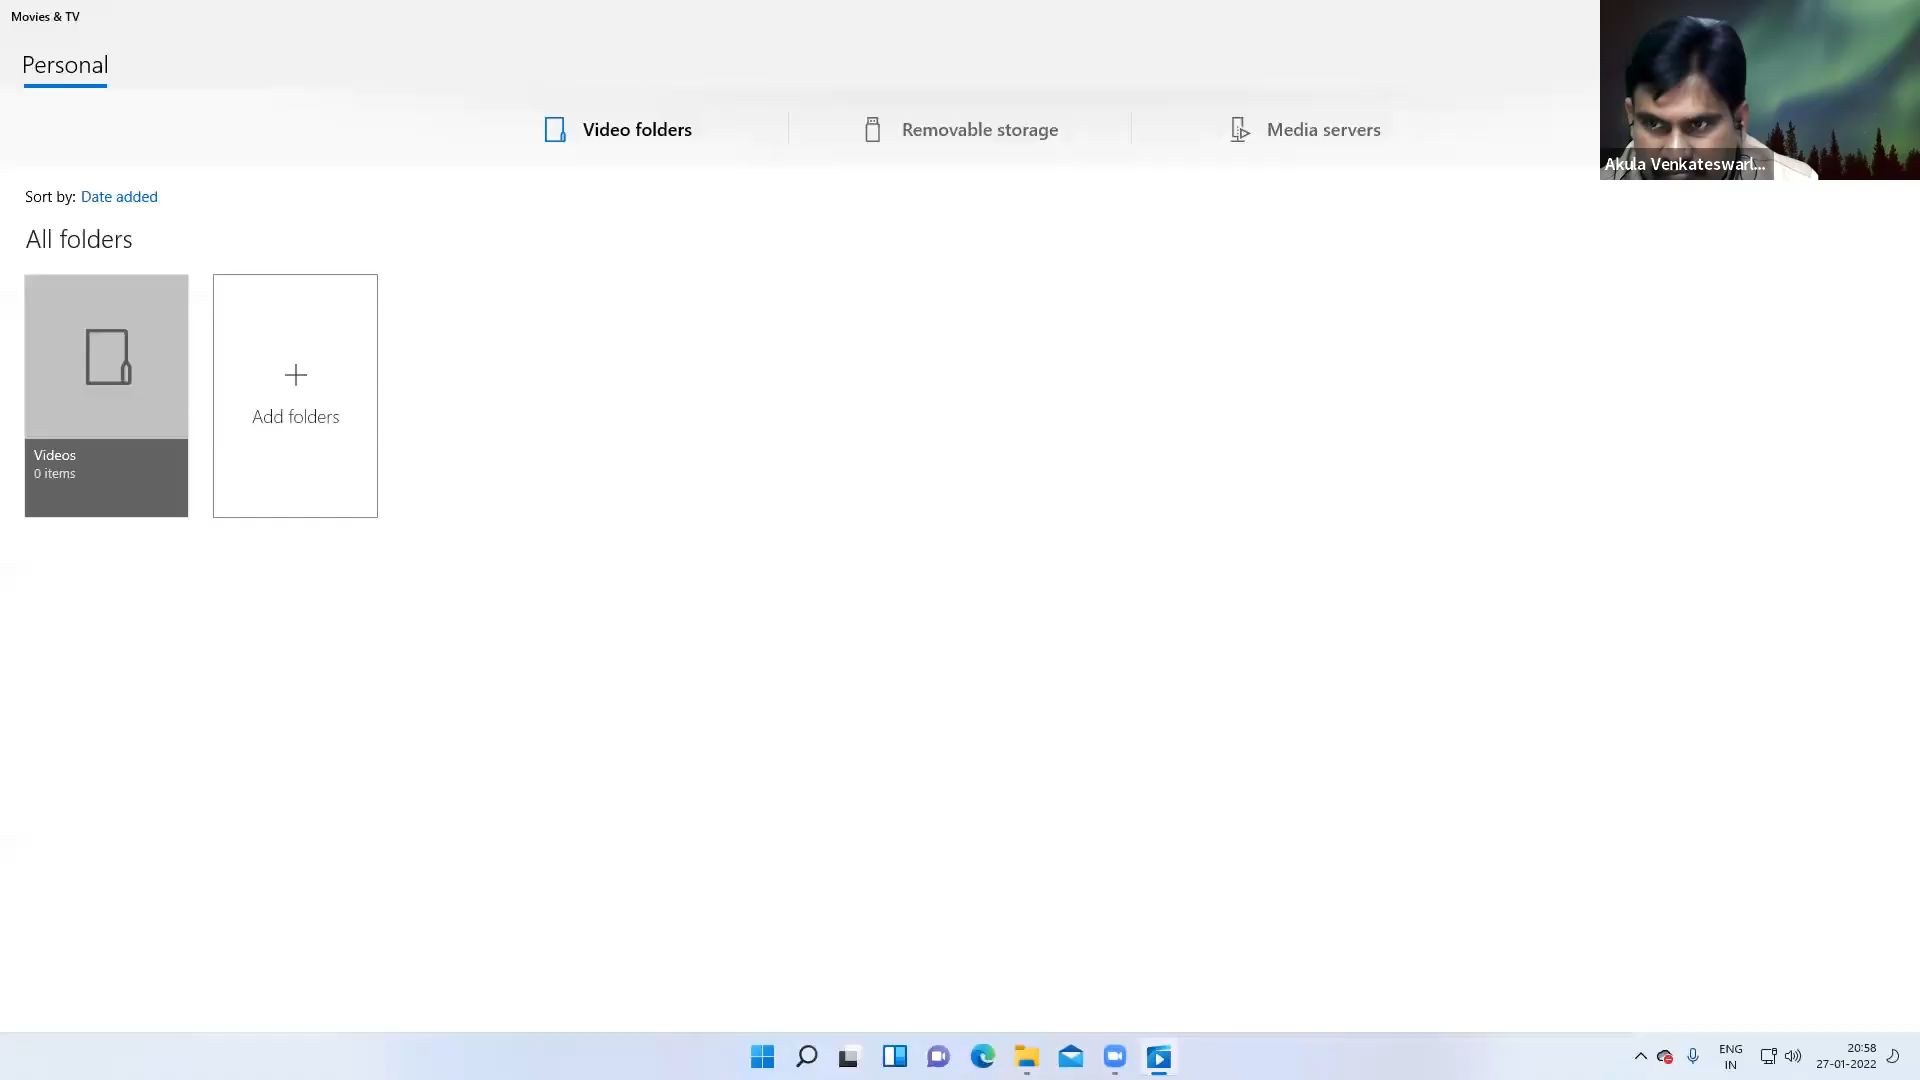 Movies & TV
Personal
Video folders
Removable storage
Media servers
Akula Venkateswarl...
Sort by: Date added
All folders
Videos
0 items
Add folders
ENG
IN
20:58
27-01-2022